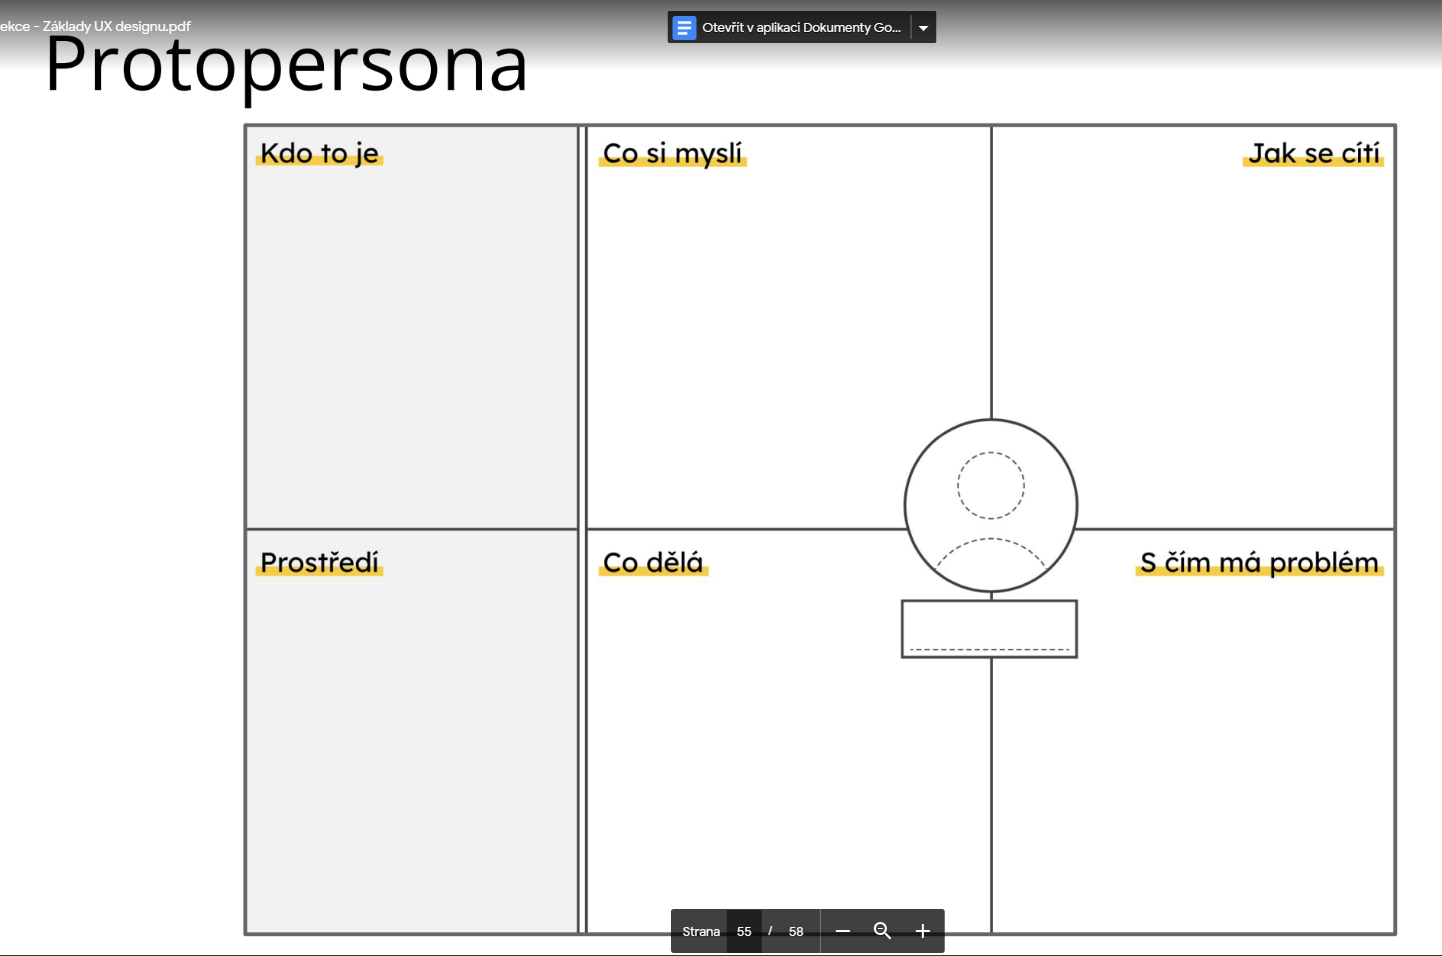 ekce - Základy UX designu.pdf
Otevřít v aplikaci Dokumenty Go...
Protopersona
Kdo to je
Co si myslí
Jak se cítí
Prostředí
Co dělá
S čím má problém
Strana 55 / 58